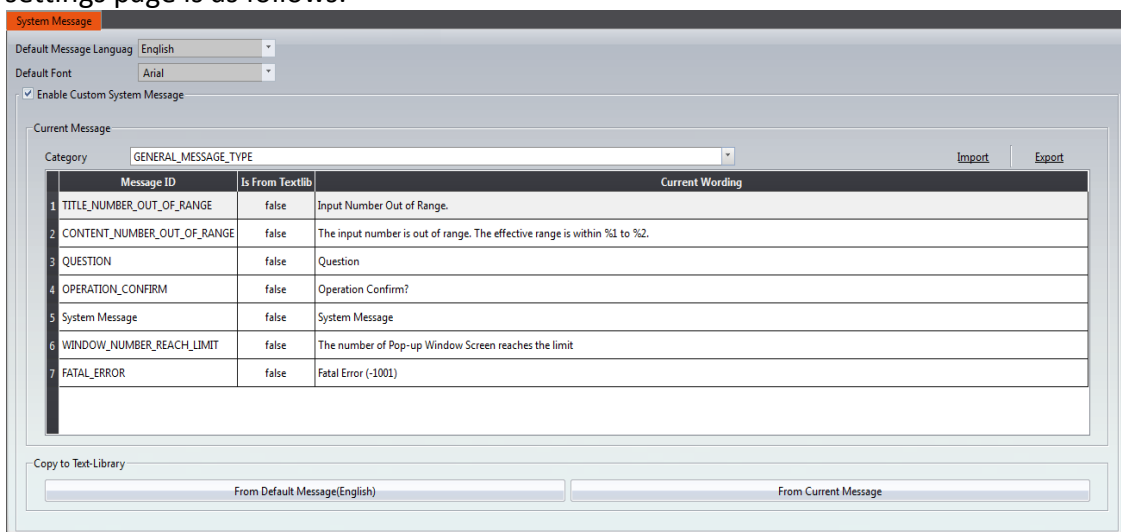 settings page is as follows:
System Message
Default Message Languag English
Default Font Arial
Enable Custom System Message
Current Message
Category GENERAL_MESSAGE_TYPE Import Export
Message ID Is From Textlib Current Wording
1 TITLE_NUMBER_OUT_OF_RANGE false Input Number Out of Range.
2 CONTENT_NUMBER_OUT_OF_RANGE false The input number is out of range. The effective range is within %1 to %2.
3 QUESTION false Question
4 OPERATION_CONFIRM false Operation Confirm?
5 System Message false System Message
6 WINDOW_NUMBER_REACH_LIMIT false The number of Pop-up Window Screen reaches the limit
7 FATAL_ERROR false Fatal Error (-1001)
Copy to Text-Library
From Default Message(English) From Current Message